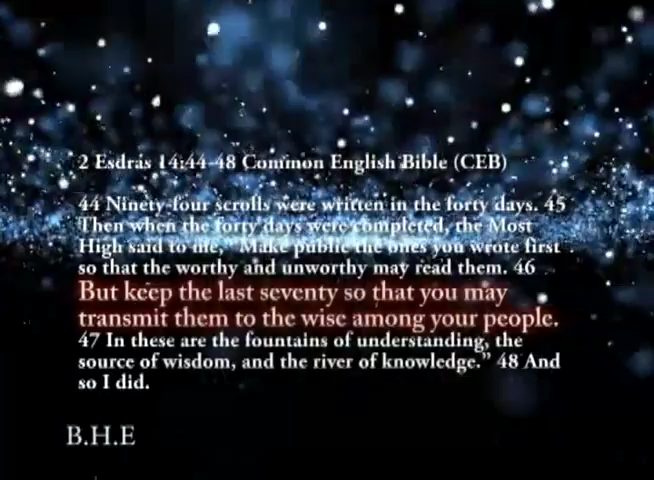 2 Esdras 14:44-48 Common English Bible (CEB)
44 Ninety-four scrolls were written in the forty days. 45
Then when the forty days were completed, the Most
High said to me, "Make public the ones you wrote first
so that the worthy and unworthy may read them. 46
But keep the last seventy so that you may
transmit them to the wise among your people.
47 In these are the fountains of understanding, the
source of wisdom, and the river of knowledge." 48 And
so I did.
B.H.E